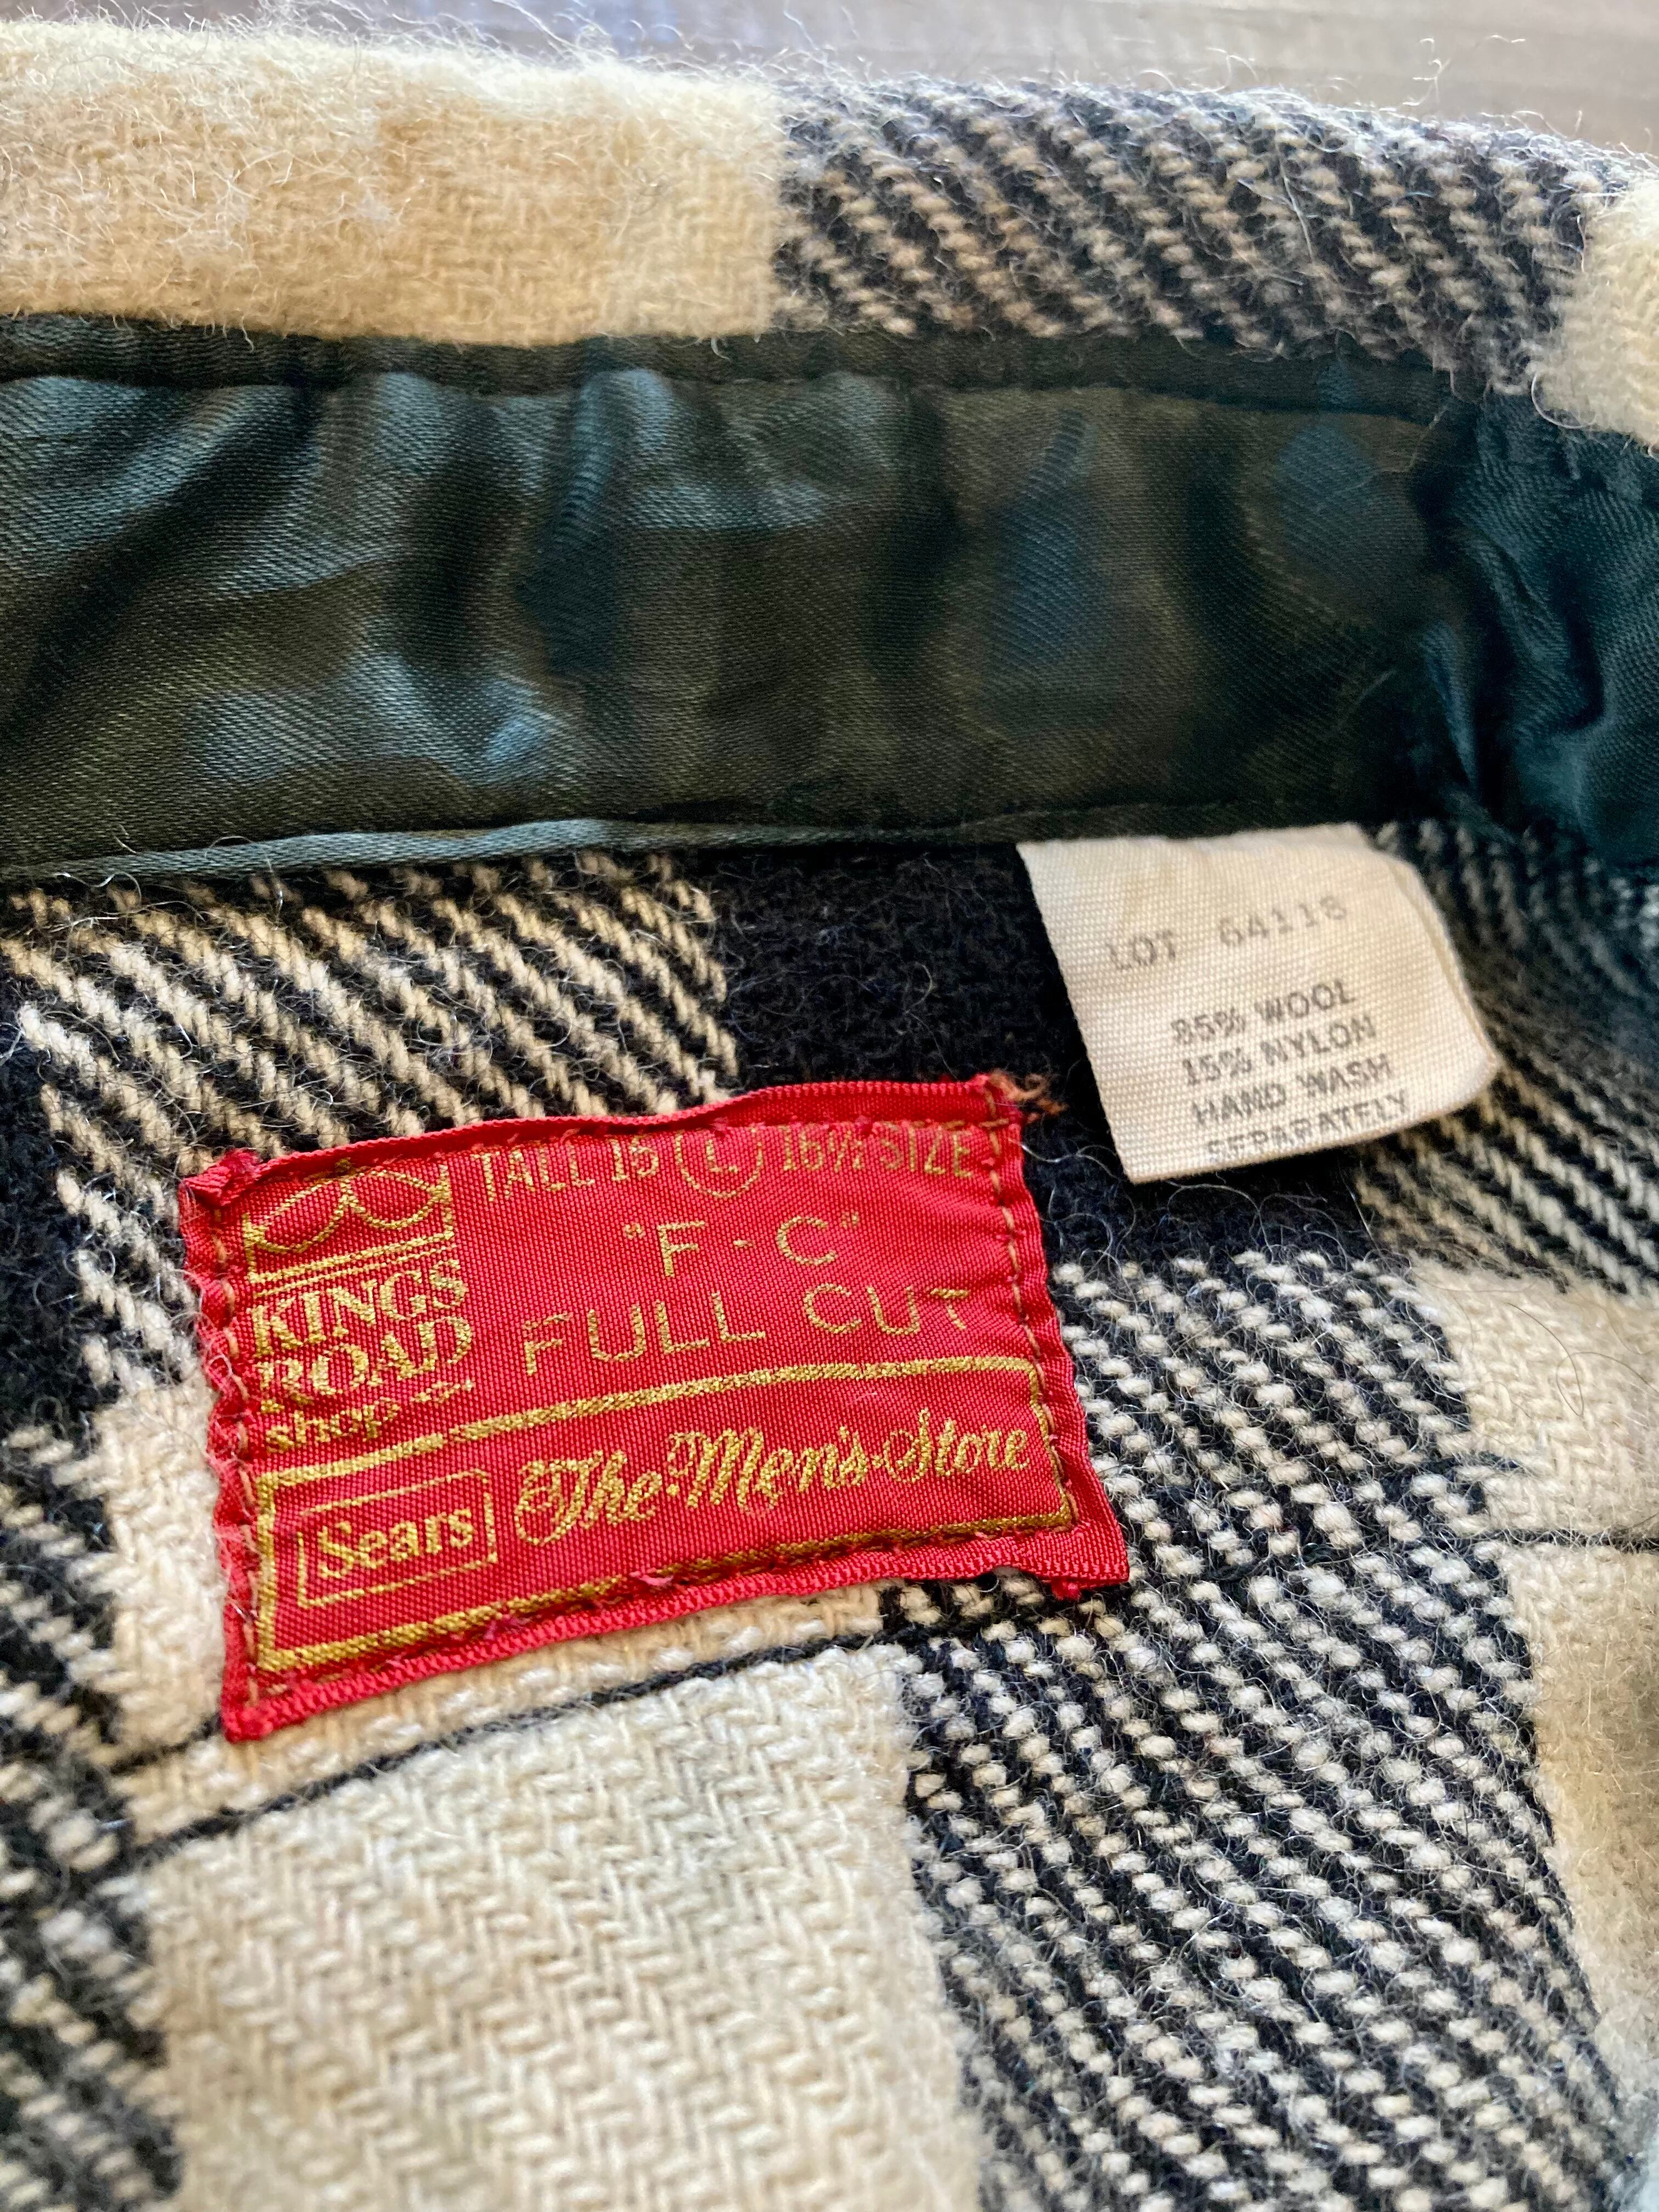 LOT 64118
85% WOOL
15% NYLON
HAND WASH
SEPARATELY
TALL 15 L 16½ SIZE
"F-C"
FULL CUT
KINGS
ROAD
shop
Sears The Men's Store